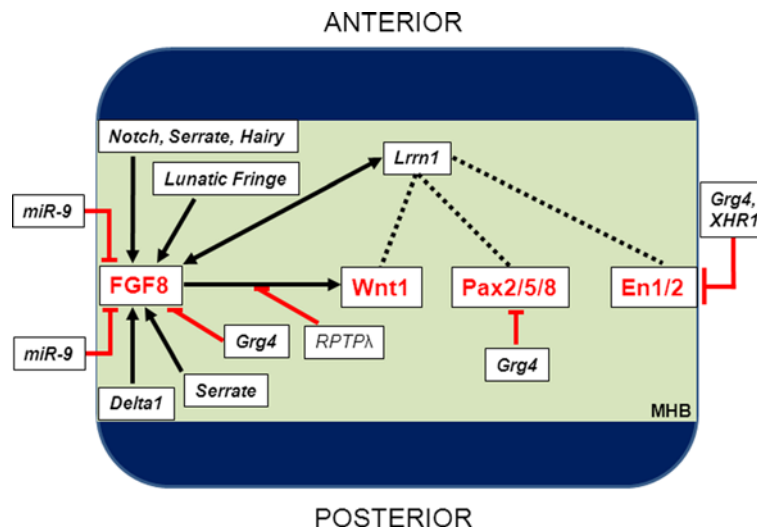 ANTERIOR
Notch, Serrate, Hairy
Lrrn1
Lunatic Fringe
miR-9
Grg4,
XHR1
FGF8
Wnt1
Pax2/5/8
En1/2
miR-9
Grg4
RPTPλ
Grg4
Serrate
Delta1
MHB
POSTERIOR